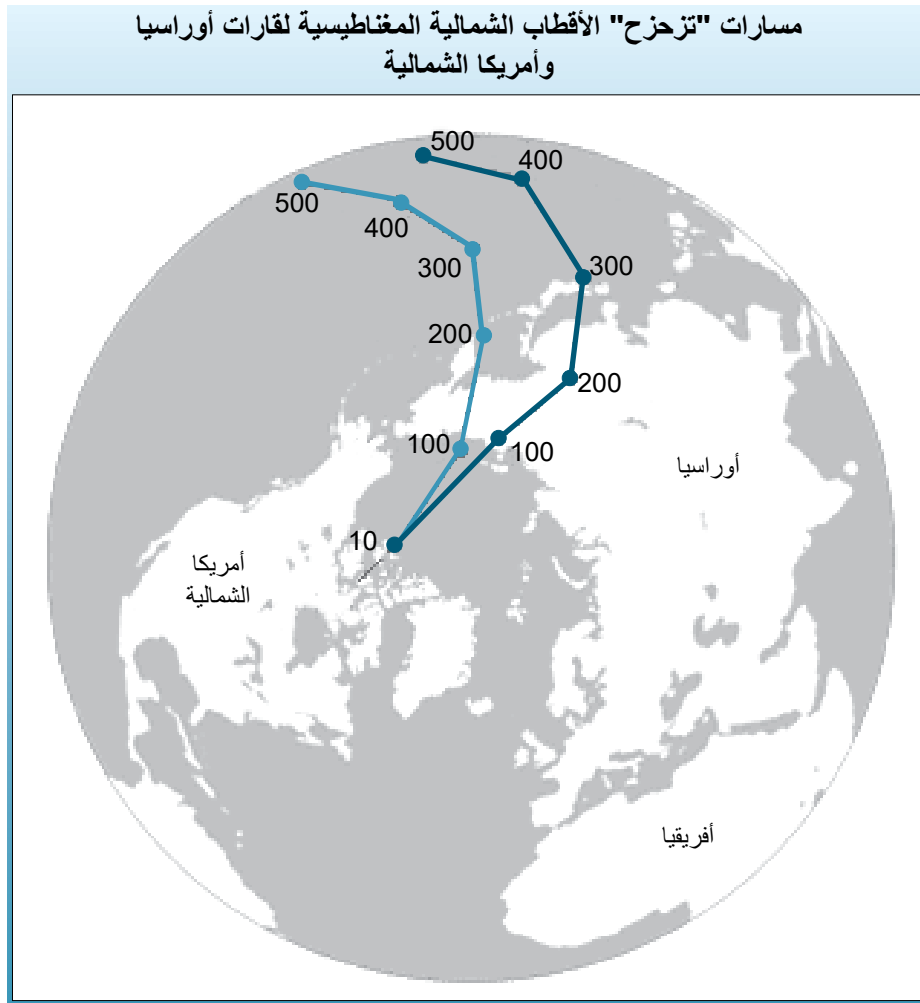 مسارات "تزحزح" الأقطاب الشمالية المغناطيسية لقارات أوراسيا
وأمريكا الشمالية
500
400
500
400
300
300
200
200
100
100
أوراسيا
10
أمريكا
الشمالية
أفريقيا